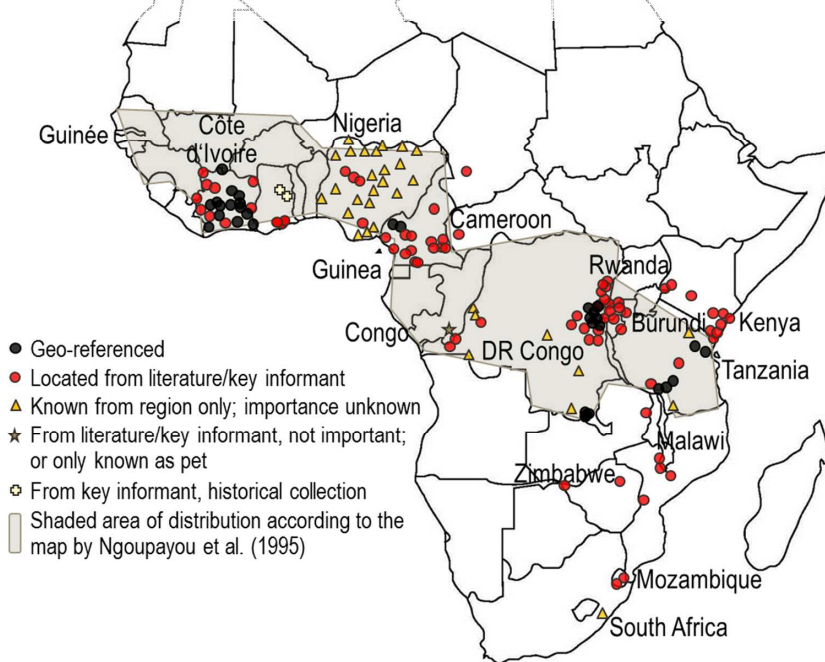 Guinée
Côte
d'Ivoire
Nigeria
Cameroon
Guinea
Rwanda
Congo
Burundi
Kenya
DR Congo
Tanzania
Malawi
Zimbabwe
Mozambique
South Africa
Geo-referenced
Located from literature/key informant
Known from region only; importance unknown
From literature/key informant, not important;
or only known as pet
From key informant, historical collection
Shaded area of distribution according to the
map by Ngoupayou et al. (1995)